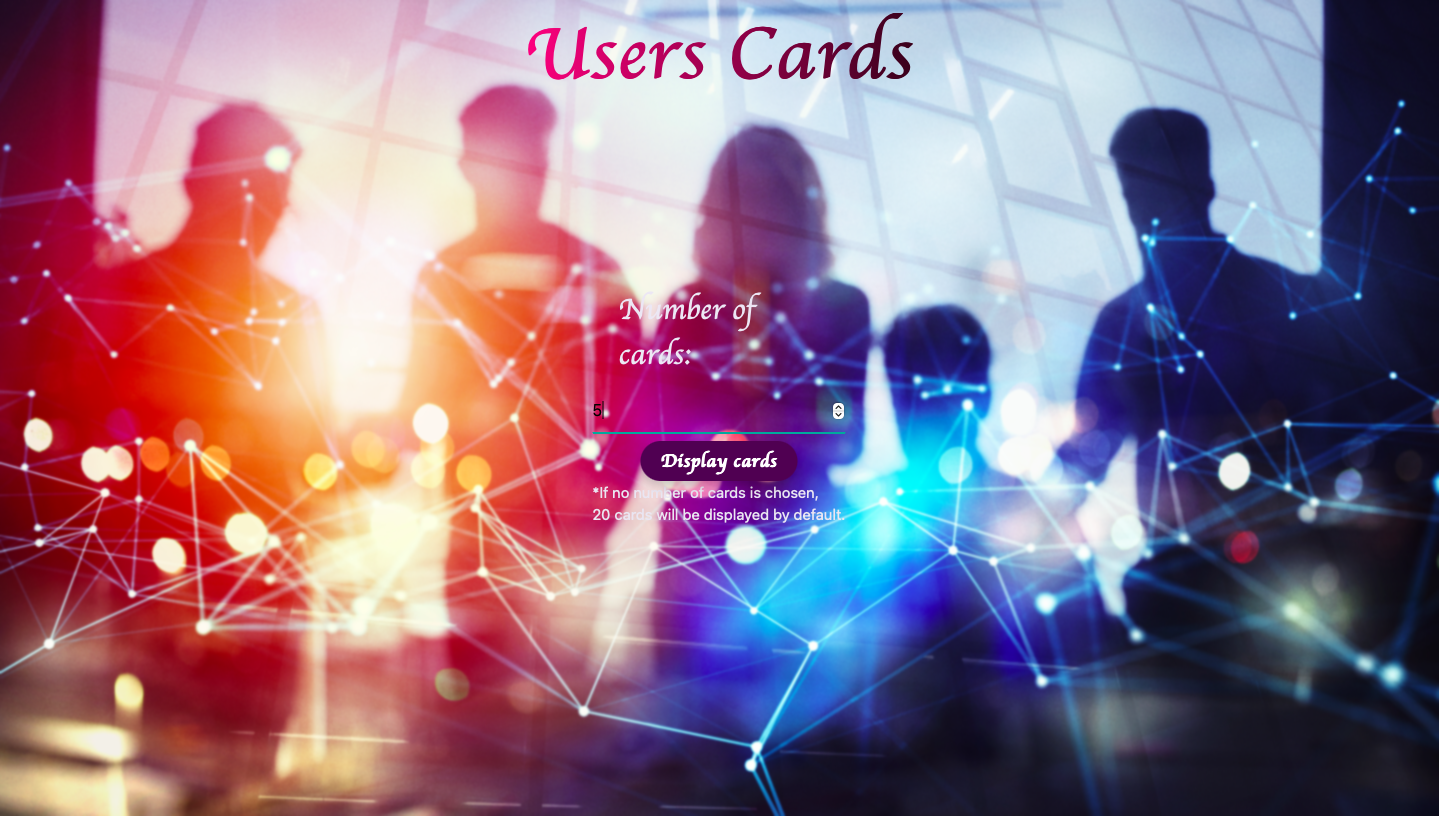 Users Cards
Number of
cards:
5
Display cards
*If no number of cards is chosen,
20 cards will be displayed by default.